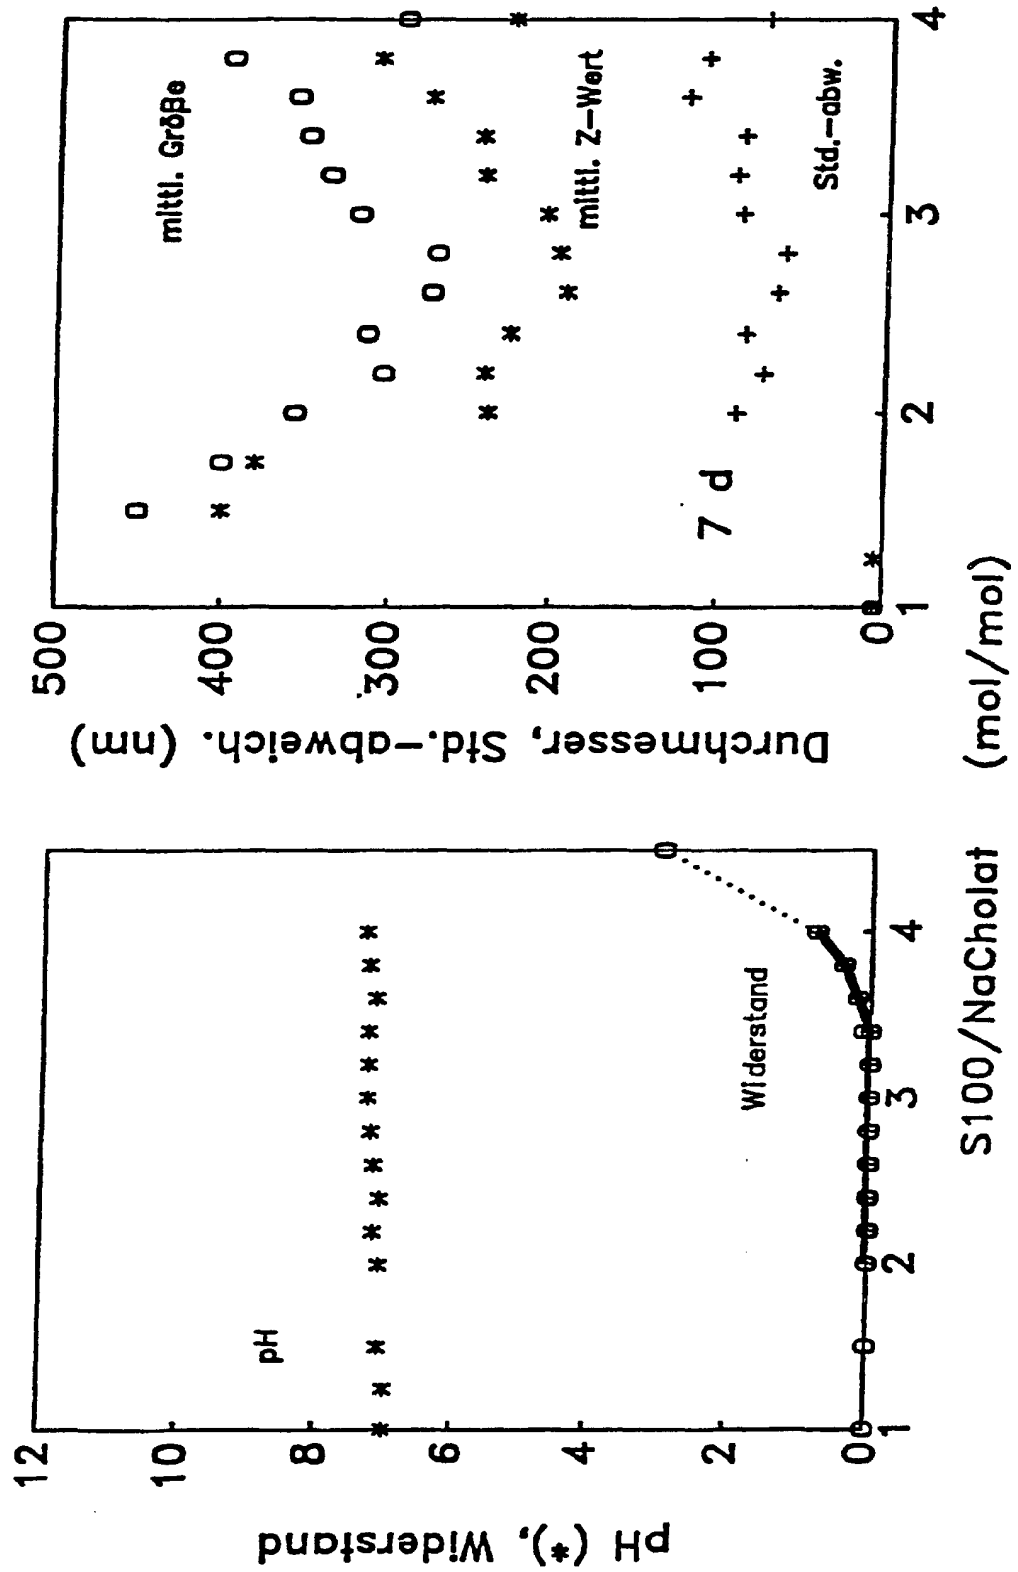 pH (*), Widerstand
12
10
8
6
4
2
0
pH
Widerstand
1
2
3
4
Durchmesser, Std.-abweich. (nm)
500
400
300
200
100
0
mittl. Größe
mittl. Z-Wert
Std.-abw.
7 d
1
2
3
4
S100/NaCholat (mol/mol)